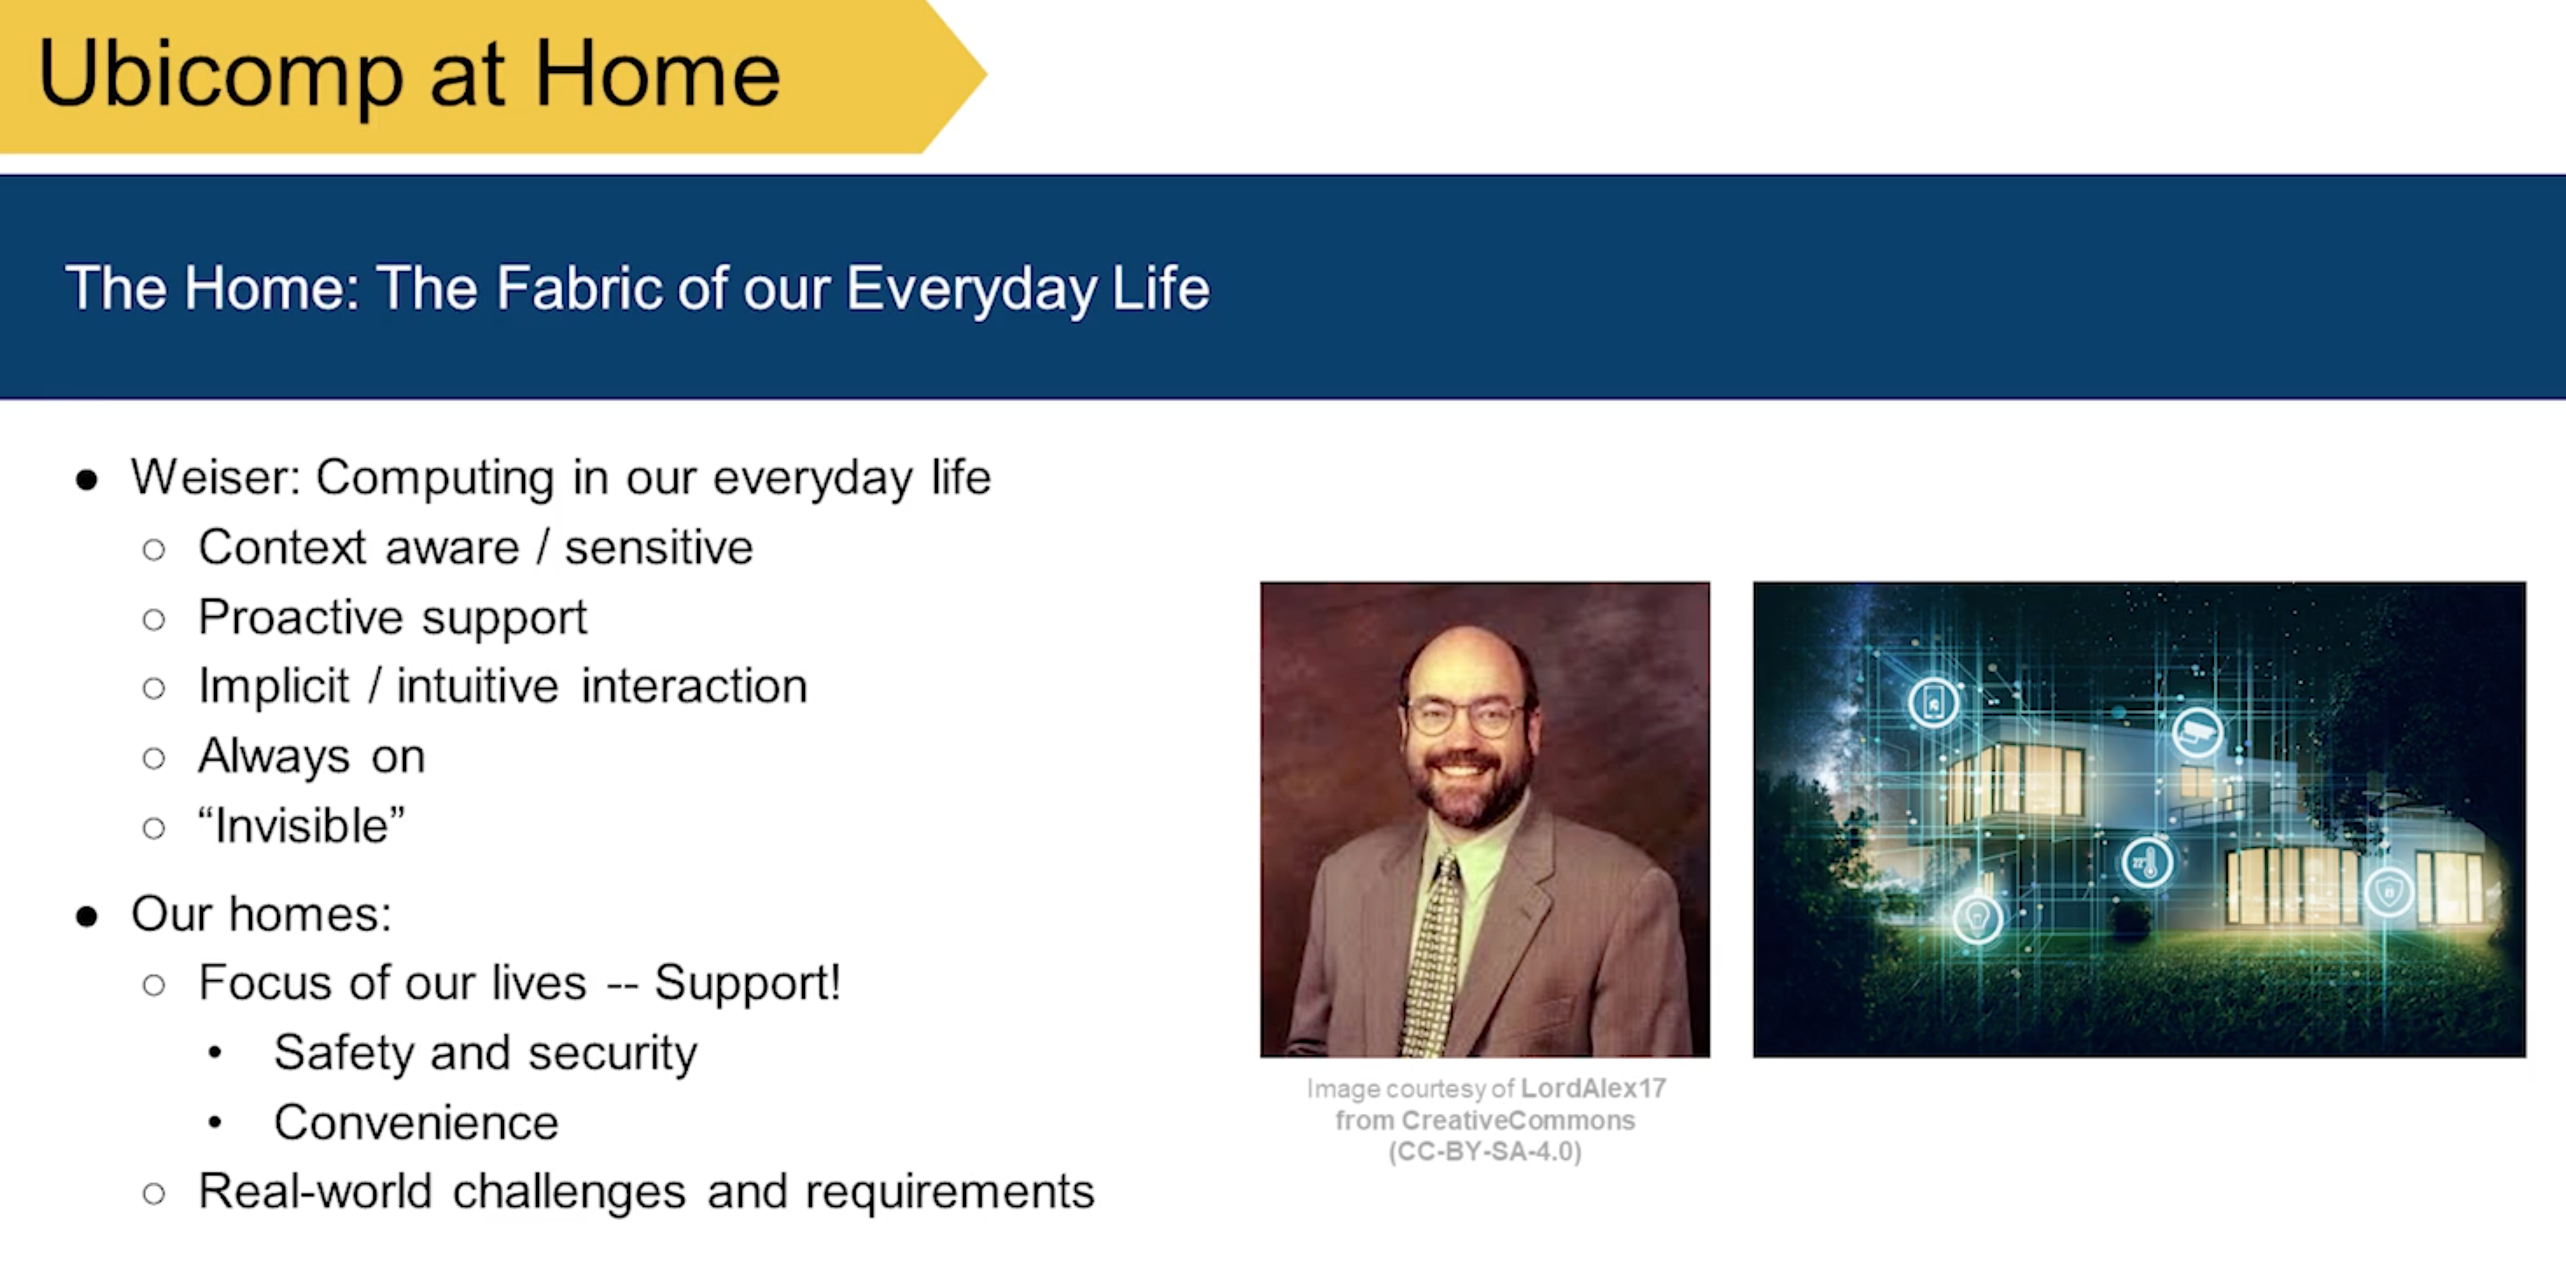 Ubicomp at Home
The Home: The Fabric of our Everyday Life
● Weiser: Computing in our everyday life
○ Context aware / sensitive
○ Proactive support
○ Implicit / intuitive interaction
○ Always on
○ “Invisible”
● Our homes:
○ Focus of our lives -- Support!
• Safety and security
• Convenience
○ Real-world challenges and requirements
Image courtesy of LordAlex17
from CreativeCommons
(CC-BY-SA-4.0)
22°